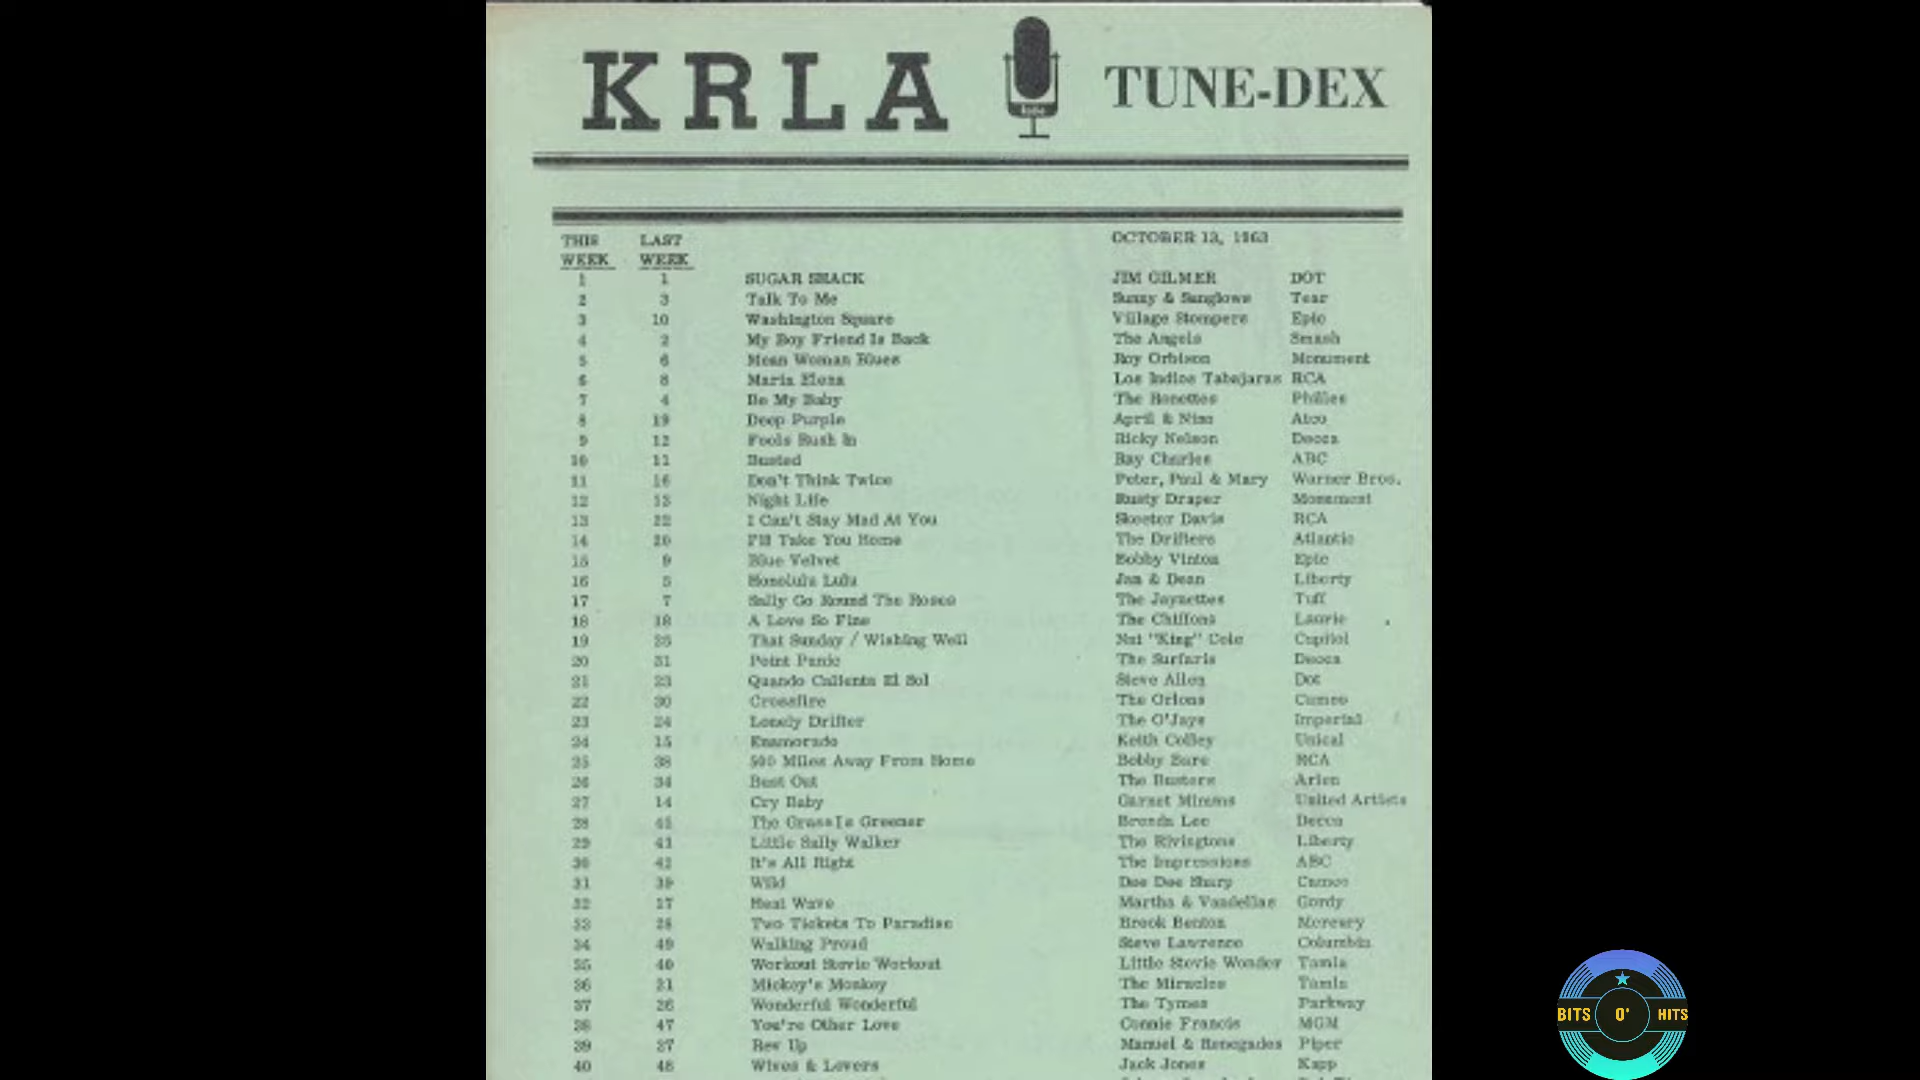 KRLA TUNE-DEX
THIS LAST OCTOBER 13, 1963
WEEK WEEK
1 1 SUGAR SHACK JIM GILMER DOT
2 3 Talk To Me Sunny & Sunglows Tear
3 10 Washington Square Village Stompers Epic
4 2 My Boy Friend Is Back The Angels Smash
5 6 Mean Woman Blues Roy Orbison Monument
6 8 Maria Elena Los Indios Tabajaras RCA
7 4 Be My Baby The Ronettes Philles
8 19 Deep Purple April & Nino Atco
9 12 Fools Rush In Ricky Nelson Decca
10 11 Busted Ray Charles ABC
11 16 Don't Think Twice Peter, Paul & Mary Warner Bros.
12 13 Night Life Rusty Draper Monument
13 22 I Can't Stay Mad At You Skeeter Davis RCA
14 20 I'll Take You Home The Drifters Atlantic
15 9 Blue Velvet Bobby Vinton Epic
16 5 Honolulu Lulu Jan & Dean Liberty
17 7 Sally Go Round The Roses The Jaynettes Tuff
18 18 A Love So Fine The Chiffons Laurie
19 25 That Sunday / Wishing Well Nat "King" Cole Capitol
20 31 Point Panic The Surfaris Decca
21 23 Quando Calienta El Sol Steve Allen Dot
22 30 Crossfire The Orlons Cameo
23 24 Lonely Drifter The O'Jays Imperial
24 15 Enamorado Keith Colley Unical
25 38 500 Miles Away From Home Bobby Bare RCA
26 34 Bust Out The Busters Arlen
27 14 Cry Baby Garnet Mimms United Artists
28 The Grass Is Greener Brenda Lee Decca
29 Little Sally Walker The Rivingtons Liberty
30 It's All Right The Impressions ABC
31 39 Wild Dee Dee Sharp Cameo
32 17 Heat Wave Martha & Vandellas Gordy
33 28 Two Tickets To Paradise Brook Benton Mercury
34 49 Walking Proud Steve Lawrence Columbia
35 40 Workout Stevie Workout Little Stevie Wonder Tamla
36 21 Mickey's Monkey The Miracles Tamla
37 26 Wonderful Wonderful The Tymes Parkway
38 47 You're Other Love Connie Francis MGM
39 27 Rev Up Manuel & Renegades Piper
40 48 Wives & Lovers Jack Jones Kapp
BITS O' HITS